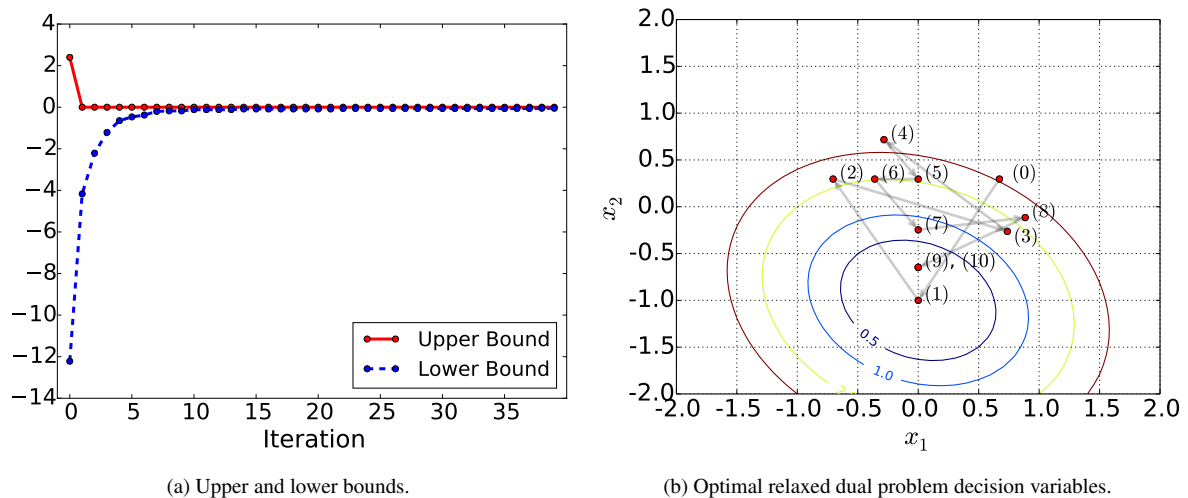 4
2
0
-2
-4
-6
-8
-10
-12
-14
0 5 10 15 20 25 30 35
Iteration
Upper Bound
Lower Bound
(a) Upper and lower bounds.
2.0
1.5
1.0
0.5
0.0
-0.5
-1.0
-1.5
-2.0
x₂
(4)
(2) (6) (5) (0)
(7) (8)
(3)
(9), (10)
(1)
0.5
1.0
-2.0 -1.5 -1.0 -0.5 0.0 0.5 1.0 1.5 2.0
x₁
(b) Optimal relaxed dual problem decision variables.